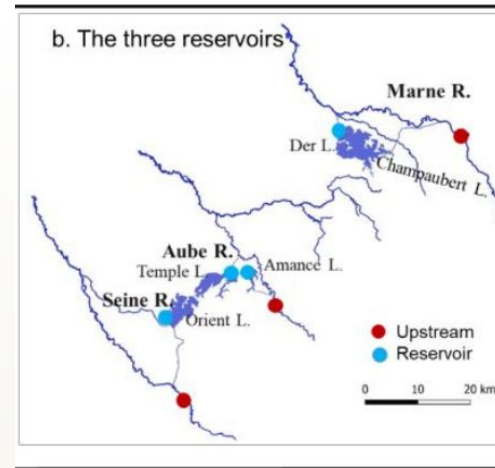 b. The three reservoirs
Marne R.
Der L.
Champaubert L.
Aube R.
Temple L.
Amance L.
Seine R.
Orient L.
Upstream
Reservoir
0 10 20 km